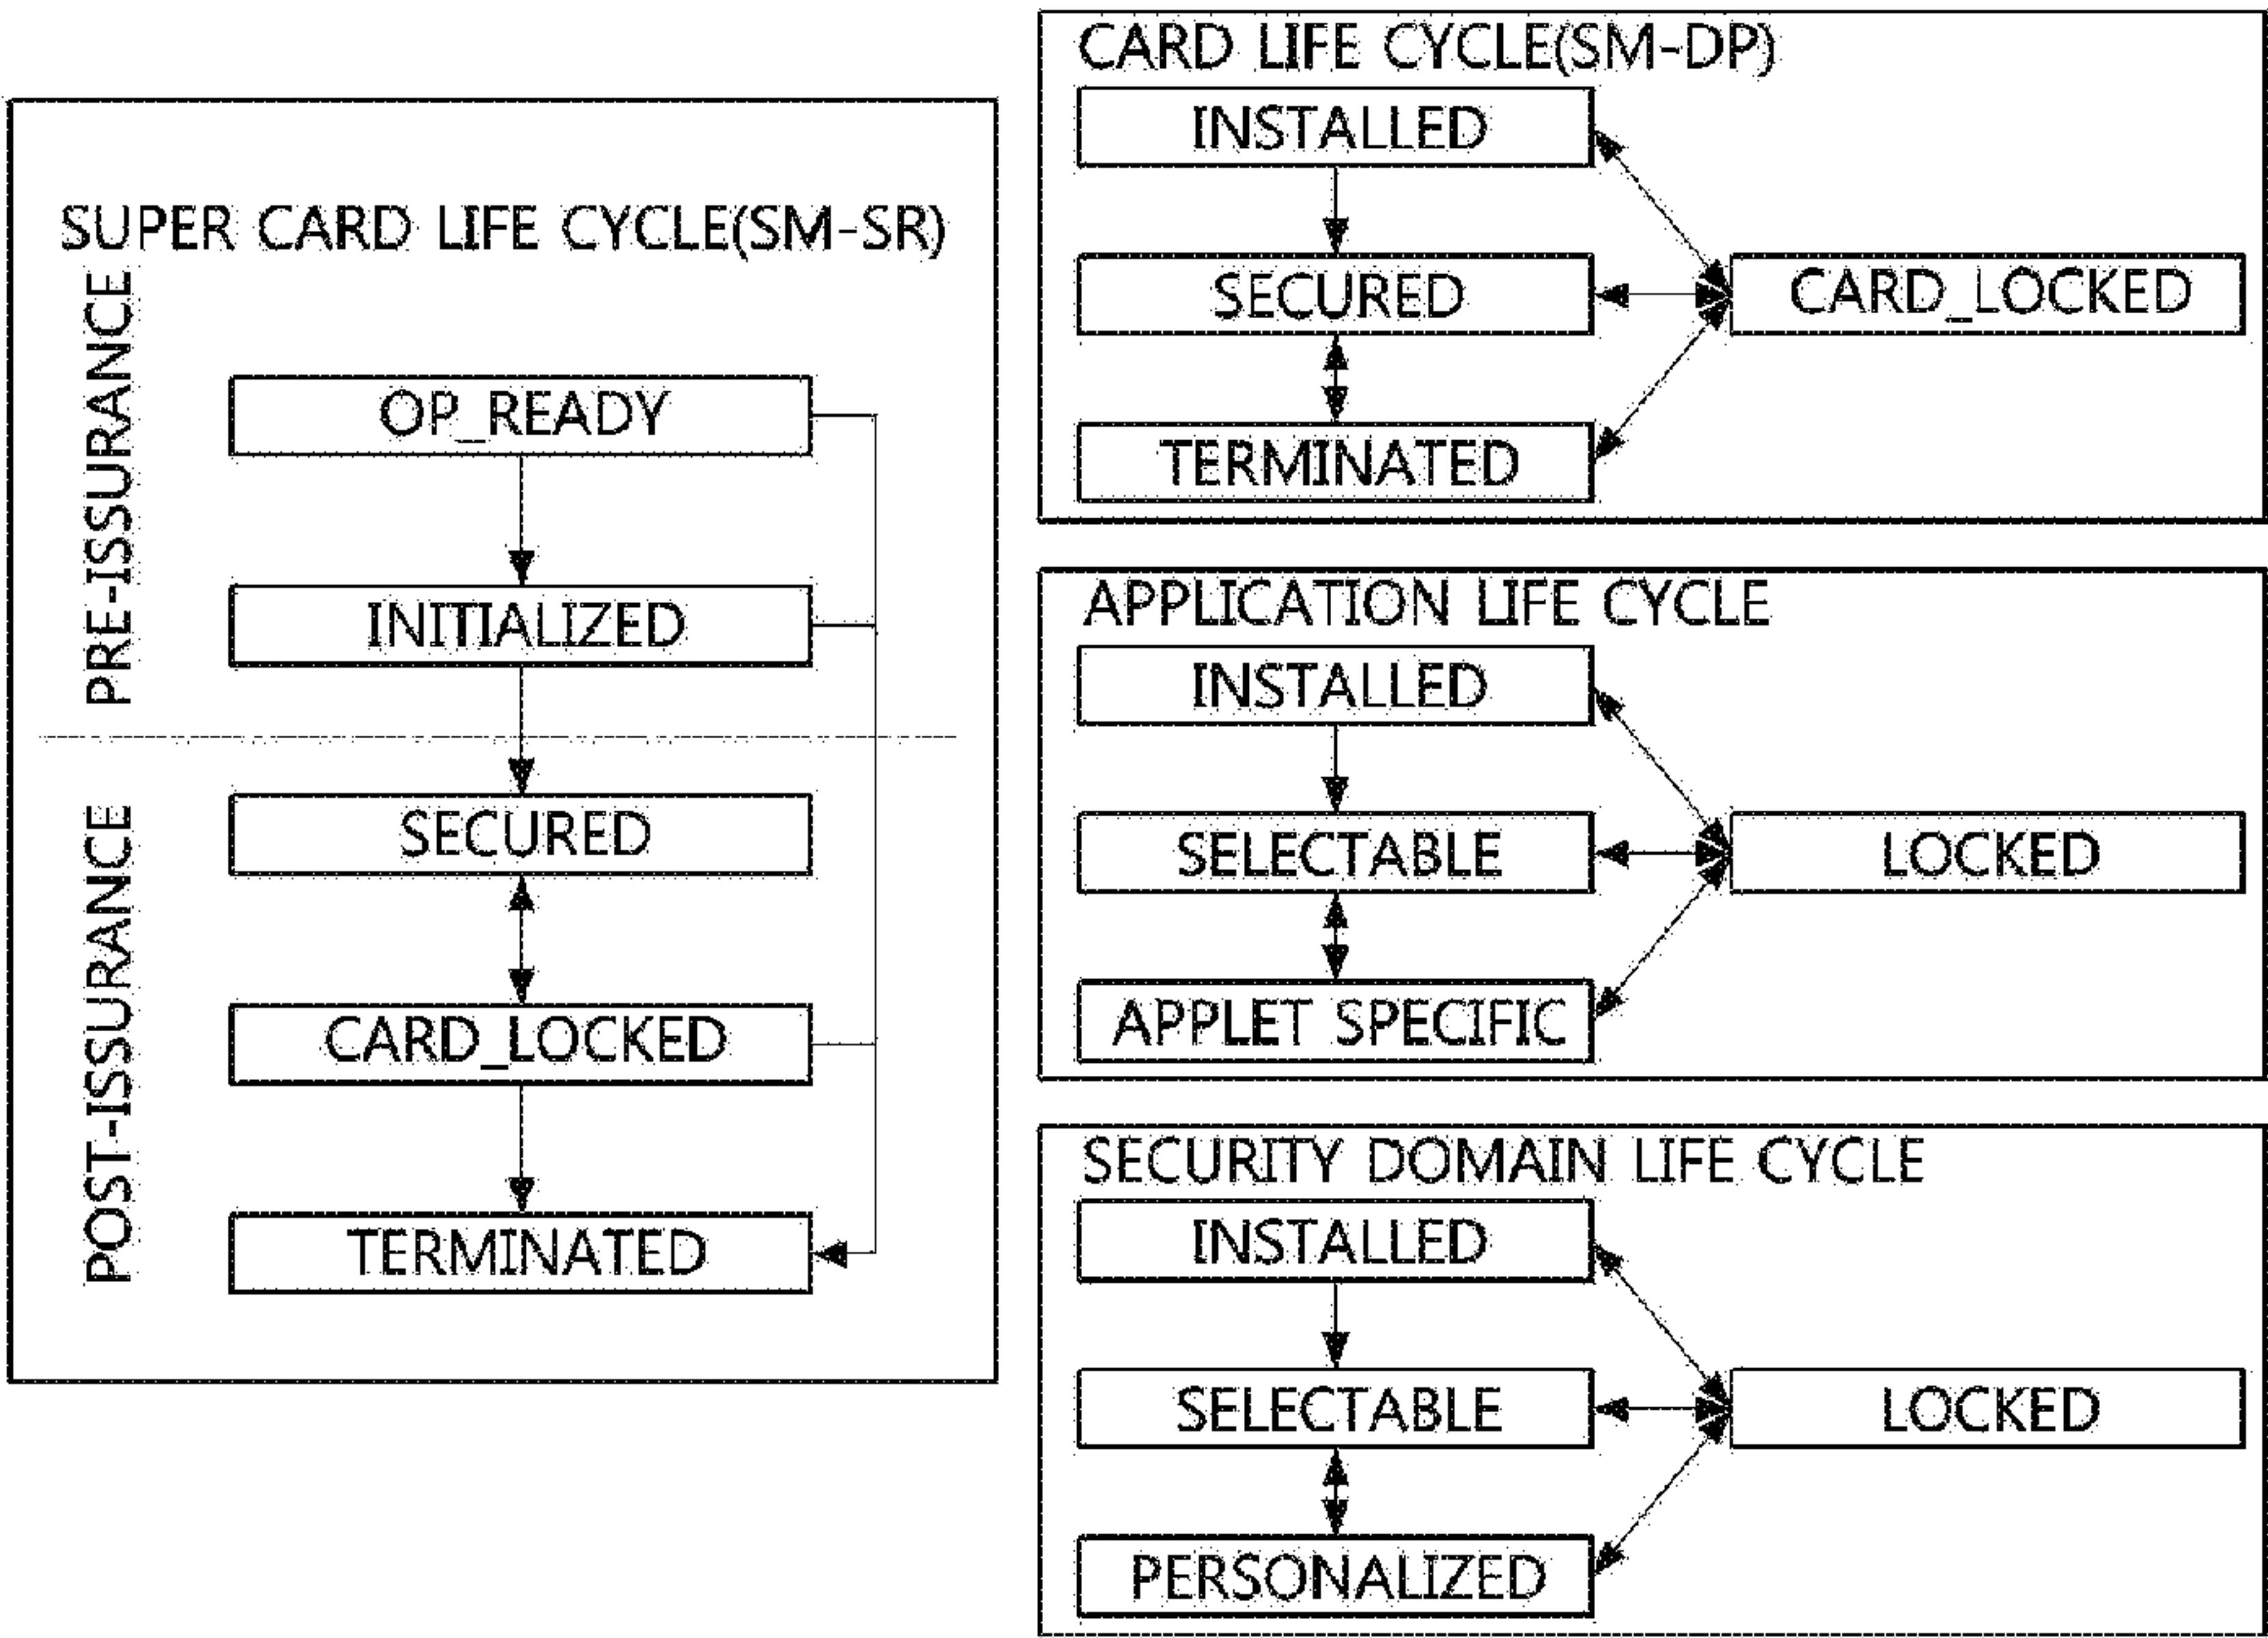 SUPER CARD LIFE CYCLE(SM-SR)
PRE-ISSURANCE
OP_READY
INITIALIZED
POST-ISSURANCE
SECURED
CARD_LOCKED
TERMINATED
CARD LIFE CYCLE(SM-DP)
INSTALLED
SECURED
CARD_LOCKED
TERMINATED
APPLICATION LIFE CYCLE
INSTALLED
SELECTABLE
LOCKED
APPLET SPECIFIC
SECURITY DOMAIN LIFE CYCLE
INSTALLED
SELECTABLE
LOCKED
PERSONALIZED